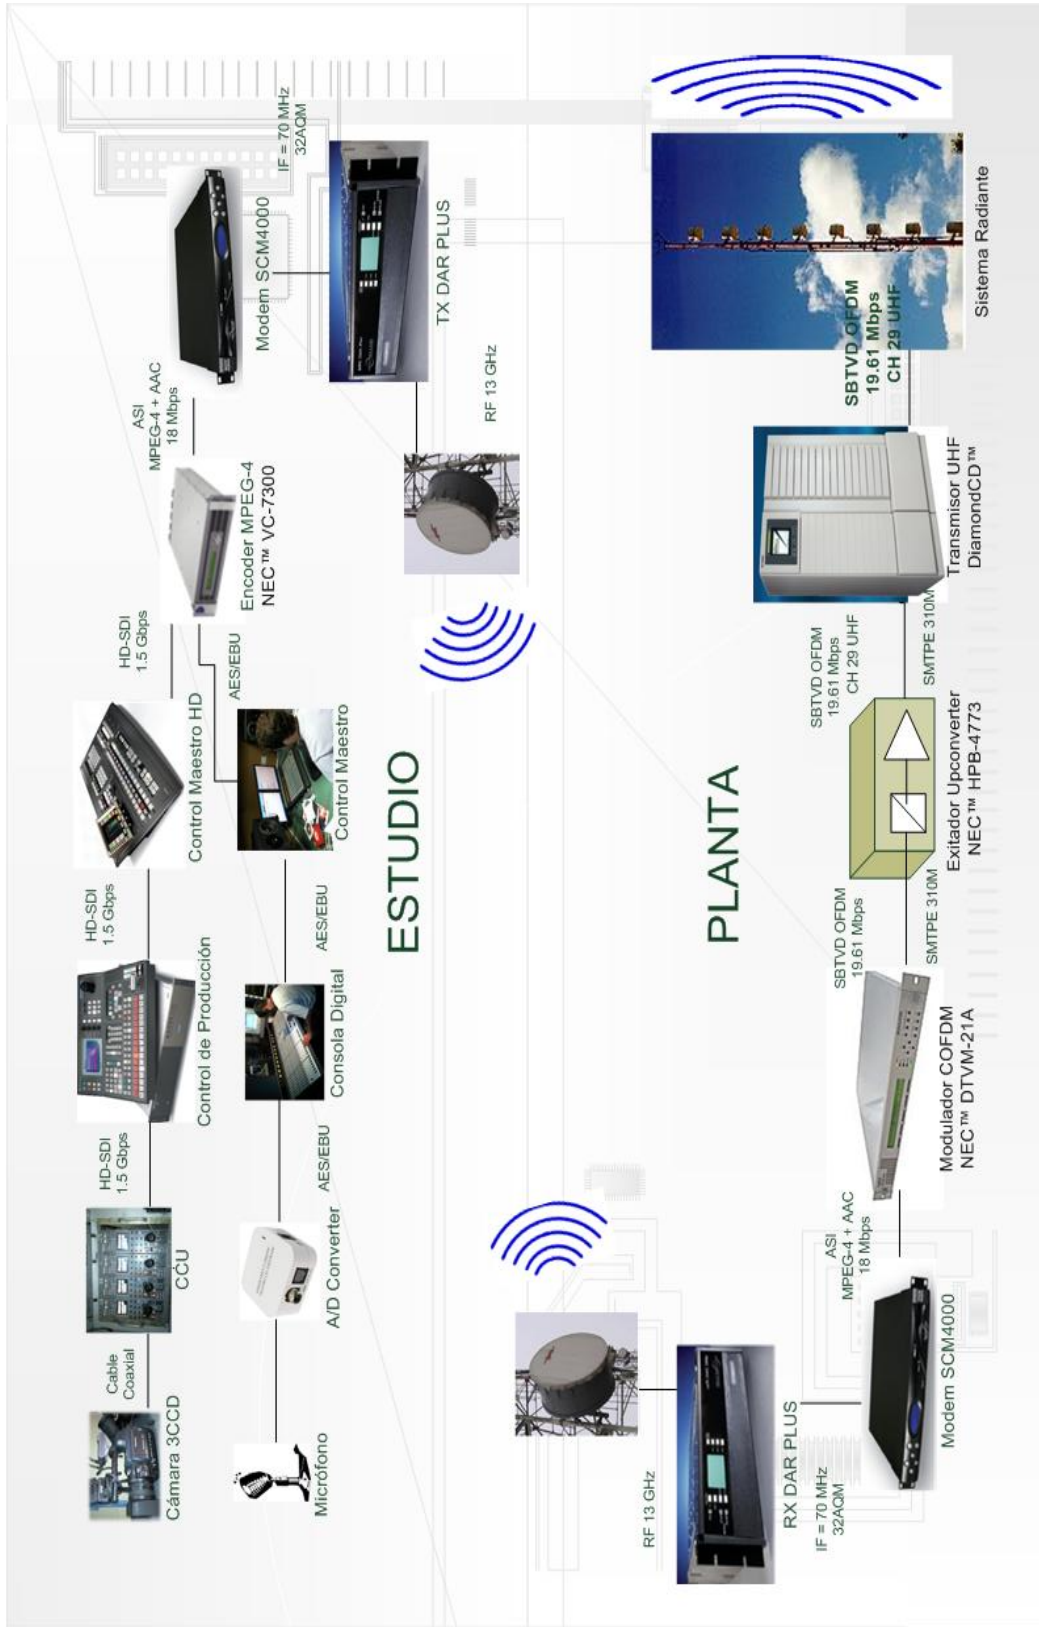 Cámara 3CCD
Cable
Coaxial
CCU
HD-SDI
1.5 Gbps
Control de Producción
HD-SDI
1.5 Gbps
Control Maestro HD
HD-SDI
1.5 Gbps
Encoder MPEG-4
NEC™ VC-7300
ASI
MPEG-4 + AAC
18 Mbps
Modem SCM4000
IF = 70 MHz
32AQM
Micrófono
A/D Converter
AES/EBU
Consola Digital
AES/EBU
Control Maestro
AES/EBU
TX DAR PLUS
RF 13 GHz
ESTUDIO
PLANTA
RF 13 GHz
RX DAR PLUS
IF = 70 MHz
32AQM
Modem SCM4000
ASI
MPEG-4 + AAC
18 Mbps
Modulador COFDM
NEC™ DTVM-21A
SBTVD OFDM
19.61 Mbps
SMTPE 310M
Exitador Upconverter
NEC™ HPB-4773
SBTVD OFDM
19.61 Mbps
CH 29 UHF
SMTPE 310M
Transmisor UHF
DiamondCD™
SBTVD OFDM
19.61 Mbps
CH 29 UHF
Sistema Radiante